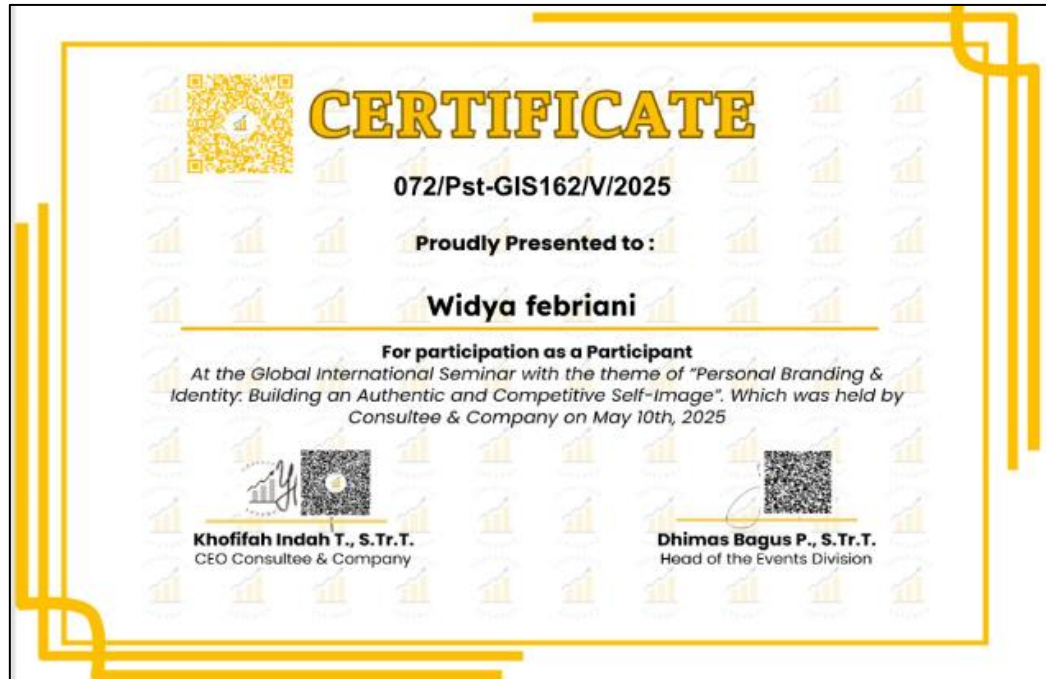 CERTIFICATE
072/Pst-GIS162/V/2025
Proudly Presented to :
Widya febriani
For participation as a Participant
At the Global International Seminar with the theme of "Personal Branding &
Identity: Building an Authentic and Competitive Self-Image". Which was held by
Consultee & Company on May 10th, 2025
Khofifah Indah T., S.Tr.T.
CEO Consultee & Company
Dhimas Bagus P., S.Tr.T.
Head of the Events Division